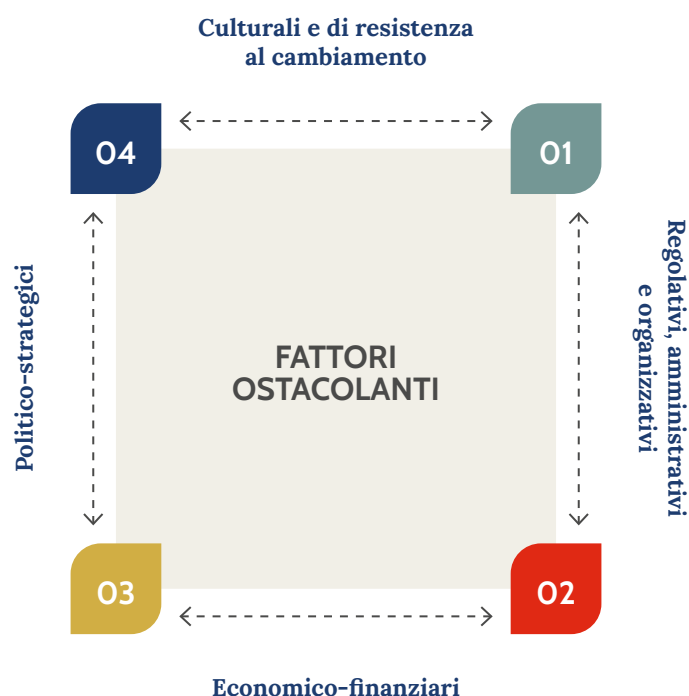 Culturali e di resistenza
al cambiamento
04
01
Politico-strategici
FATTORI
OSTACOLANTI
Regolativi, amministrativi
e organizzativi
03
02
Economico-finanziari